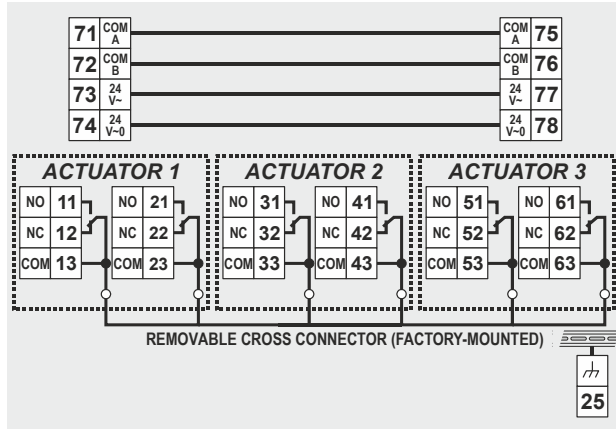 71 COM A COM A 75
72 COM B COM B 76
73 24 V~ 24 V~ 77
74 24 V~0 24 V~0 78
ACTUATOR 1 ACTUATOR 2 ACTUATOR 3
NO 11 NO 21 NO 31 NO 41 NO 51 NO 61
NC 12 NC 22 NC 32 NC 42 NC 52 NC 62
COM 13 COM 23 COM 33 COM 43 COM 53 COM 63
REMOVABLE CROSS CONNECTOR (FACTORY-MOUNTED)
25